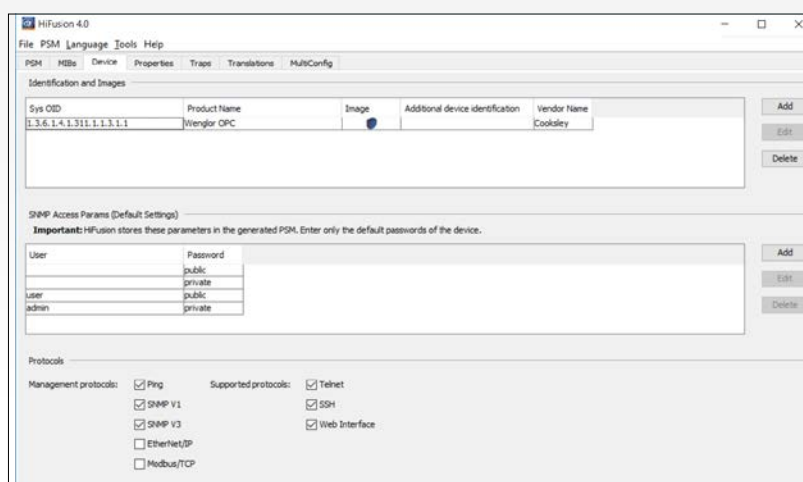 HiFusion 4.0
File PSM Language Tools Help
PSM MIBs Device Properties Traps Translations MultiConfig
Identification and Images
Sys OID Product Name Image Additional device identification Vendor Name
1.3.6.1.4.1.311.1.1.3.1.1 Wenglor OPC Cooksley
Add
Edit
Delete
SNMP Access Params (Default Settings)
Important: HiFusion stores these parameters in the generated PSM. Enter only the default passwords of the device.
User Password
public
private
user public
admin private
Add
Edit
Delete
Protocols
Management protocols: Ping Supported protocols: Telnet
SNMP V1 SSH
SNMP V3 Web Interface
EtherNet/IP
Modbus/TCP